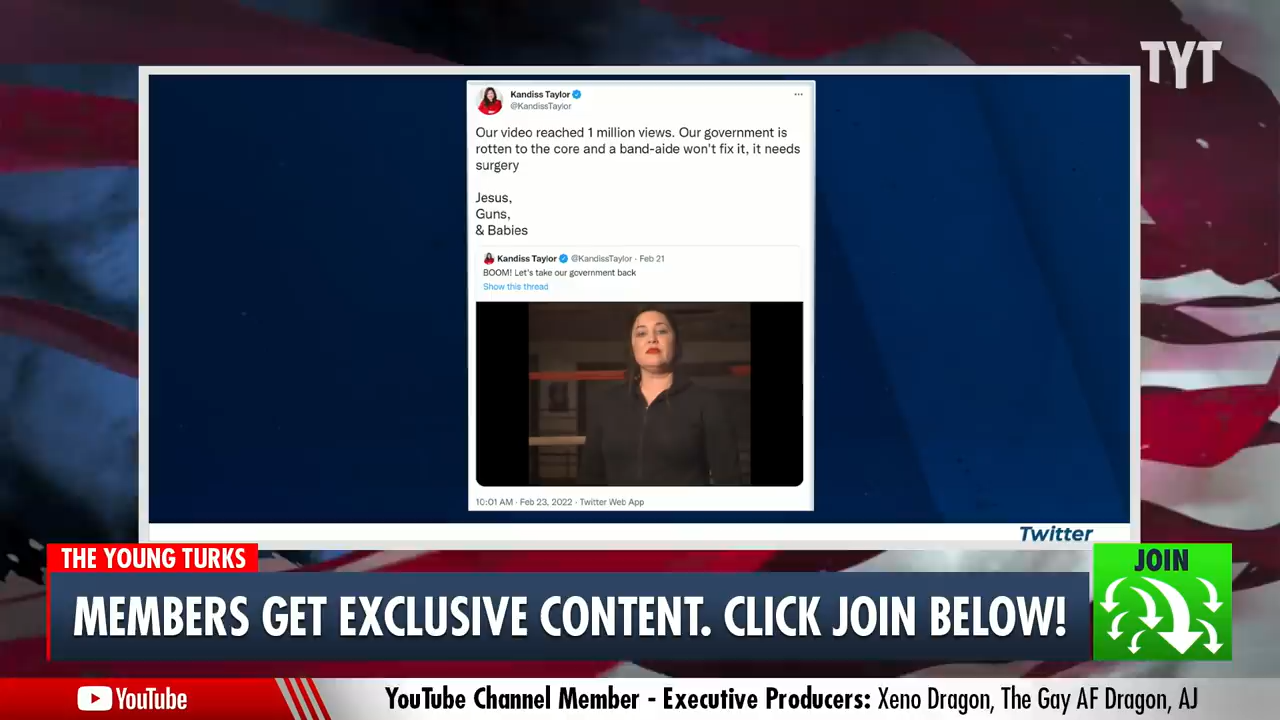 TYT
Kandiss Taylor
@KandissTaylor
Our video reached 1 million views. Our government is
rotten to the core and a band-aide won't fix it, it needs
surgery
Jesus,
Guns,
& Babies
Kandiss Taylor @KandissTaylor · Feb 21
BOOM! Let's take our government back
Show this thread
10:01 AM · Feb 23, 2022 · Twitter Web App
Twitter
THE YOUNG TURKS
MEMBERS GET EXCLUSIVE CONTENT. CLICK JOIN BELOW!
JOIN
YouTube
YouTube Channel Member - Executive Producers: Xeno Dragon, The Gay AF Dragon, AJ